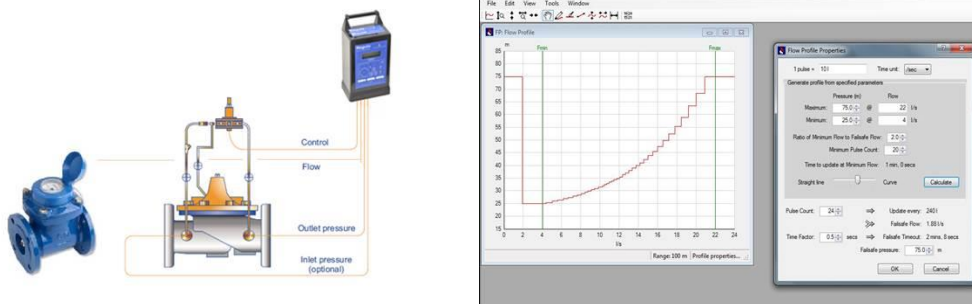 Control
Flow
Outlet pressure
Inlet pressure
(optional)
File Edit View Tools Window
FP: Flow Profile
m
Fmin
Fmax
85
80
75
70
65
60
55
50
45
40
35
30
25
20
15
0 2 4 6 8 10 12 14 16 18 20 22 24
l/s
Range: 100 m Profile properties...
Flow Profile Properties
1 pulse = 10 l Time unit: /sec
Generate profile from specified parameters
Pressure (m) Flow
Maximum: 75.0 @ 22 l/s
Minimum: 25.0 @ 4 l/s
Ratio of Minimum Flow to Failsafe Flow: 2.0
Minimum Pulse Count: 20
Time to update at Minimum Flow: 1 min, 0 secs
Straight line Curve Calculate
Pulse Count: 24 => Update every: 240 l
Failsafe Flow: 1.88 l/s
Time Factor: 0.5 secs => Failsafe Timeout: 2 mins, 8 secs
Failsafe pressure: 75.0 m
OK Cancel